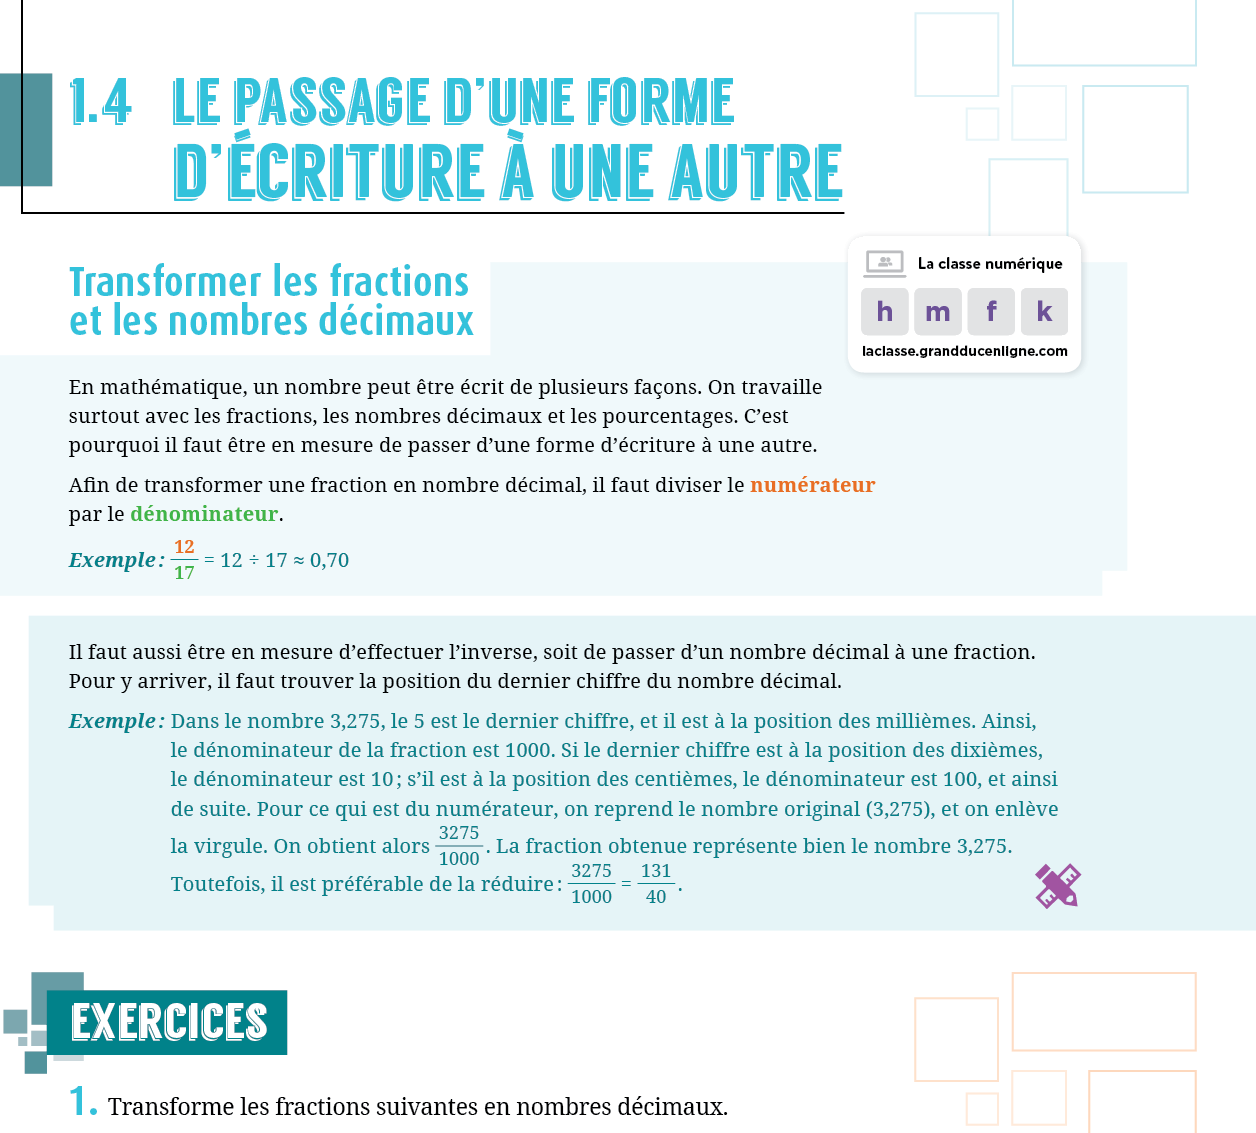 1.4 LE PASSAGE D’UNE FORME
D’ÉCRITURE À UNE AUTRE
La classe numérique
h m f k
laclasse.grandducenligne.com
Transformer les fractions
et les nombres décimaux
En mathématique, un nombre peut être écrit de plusieurs façons. On travaille
surtout avec les fractions, les nombres décimaux et les pourcentages. C’est
pourquoi il faut être en mesure de passer d’une forme d’écriture à une autre.
Afin de transformer une fraction en nombre décimal, il faut diviser le numérateur
par le dénominateur.
Exemple : 12/17 = 12 ÷ 17 ≈ 0,70
Il faut aussi être en mesure d’effectuer l’inverse, soit de passer d’un nombre décimal à une fraction.
Pour y arriver, il faut trouver la position du dernier chiffre du nombre décimal.
Exemple : Dans le nombre 3,275, le 5 est le dernier chiffre, et il est à la position des millièmes. Ainsi,
le dénominateur de la fraction est 1000. Si le dernier chiffre est à la position des dixièmes,
le dénominateur est 10 ; s’il est à la position des centièmes, le dénominateur est 100, et ainsi
de suite. Pour ce qui est du numérateur, on reprend le nombre original (3,275), et on enlève
la virgule. On obtient alors 3275/1000. La fraction obtenue représente bien le nombre 3,275.
Toutefois, il est préférable de la réduire : 3275/1000 = 131/40.
EXERCICES
1. Transforme les fractions suivantes en nombres décimaux.